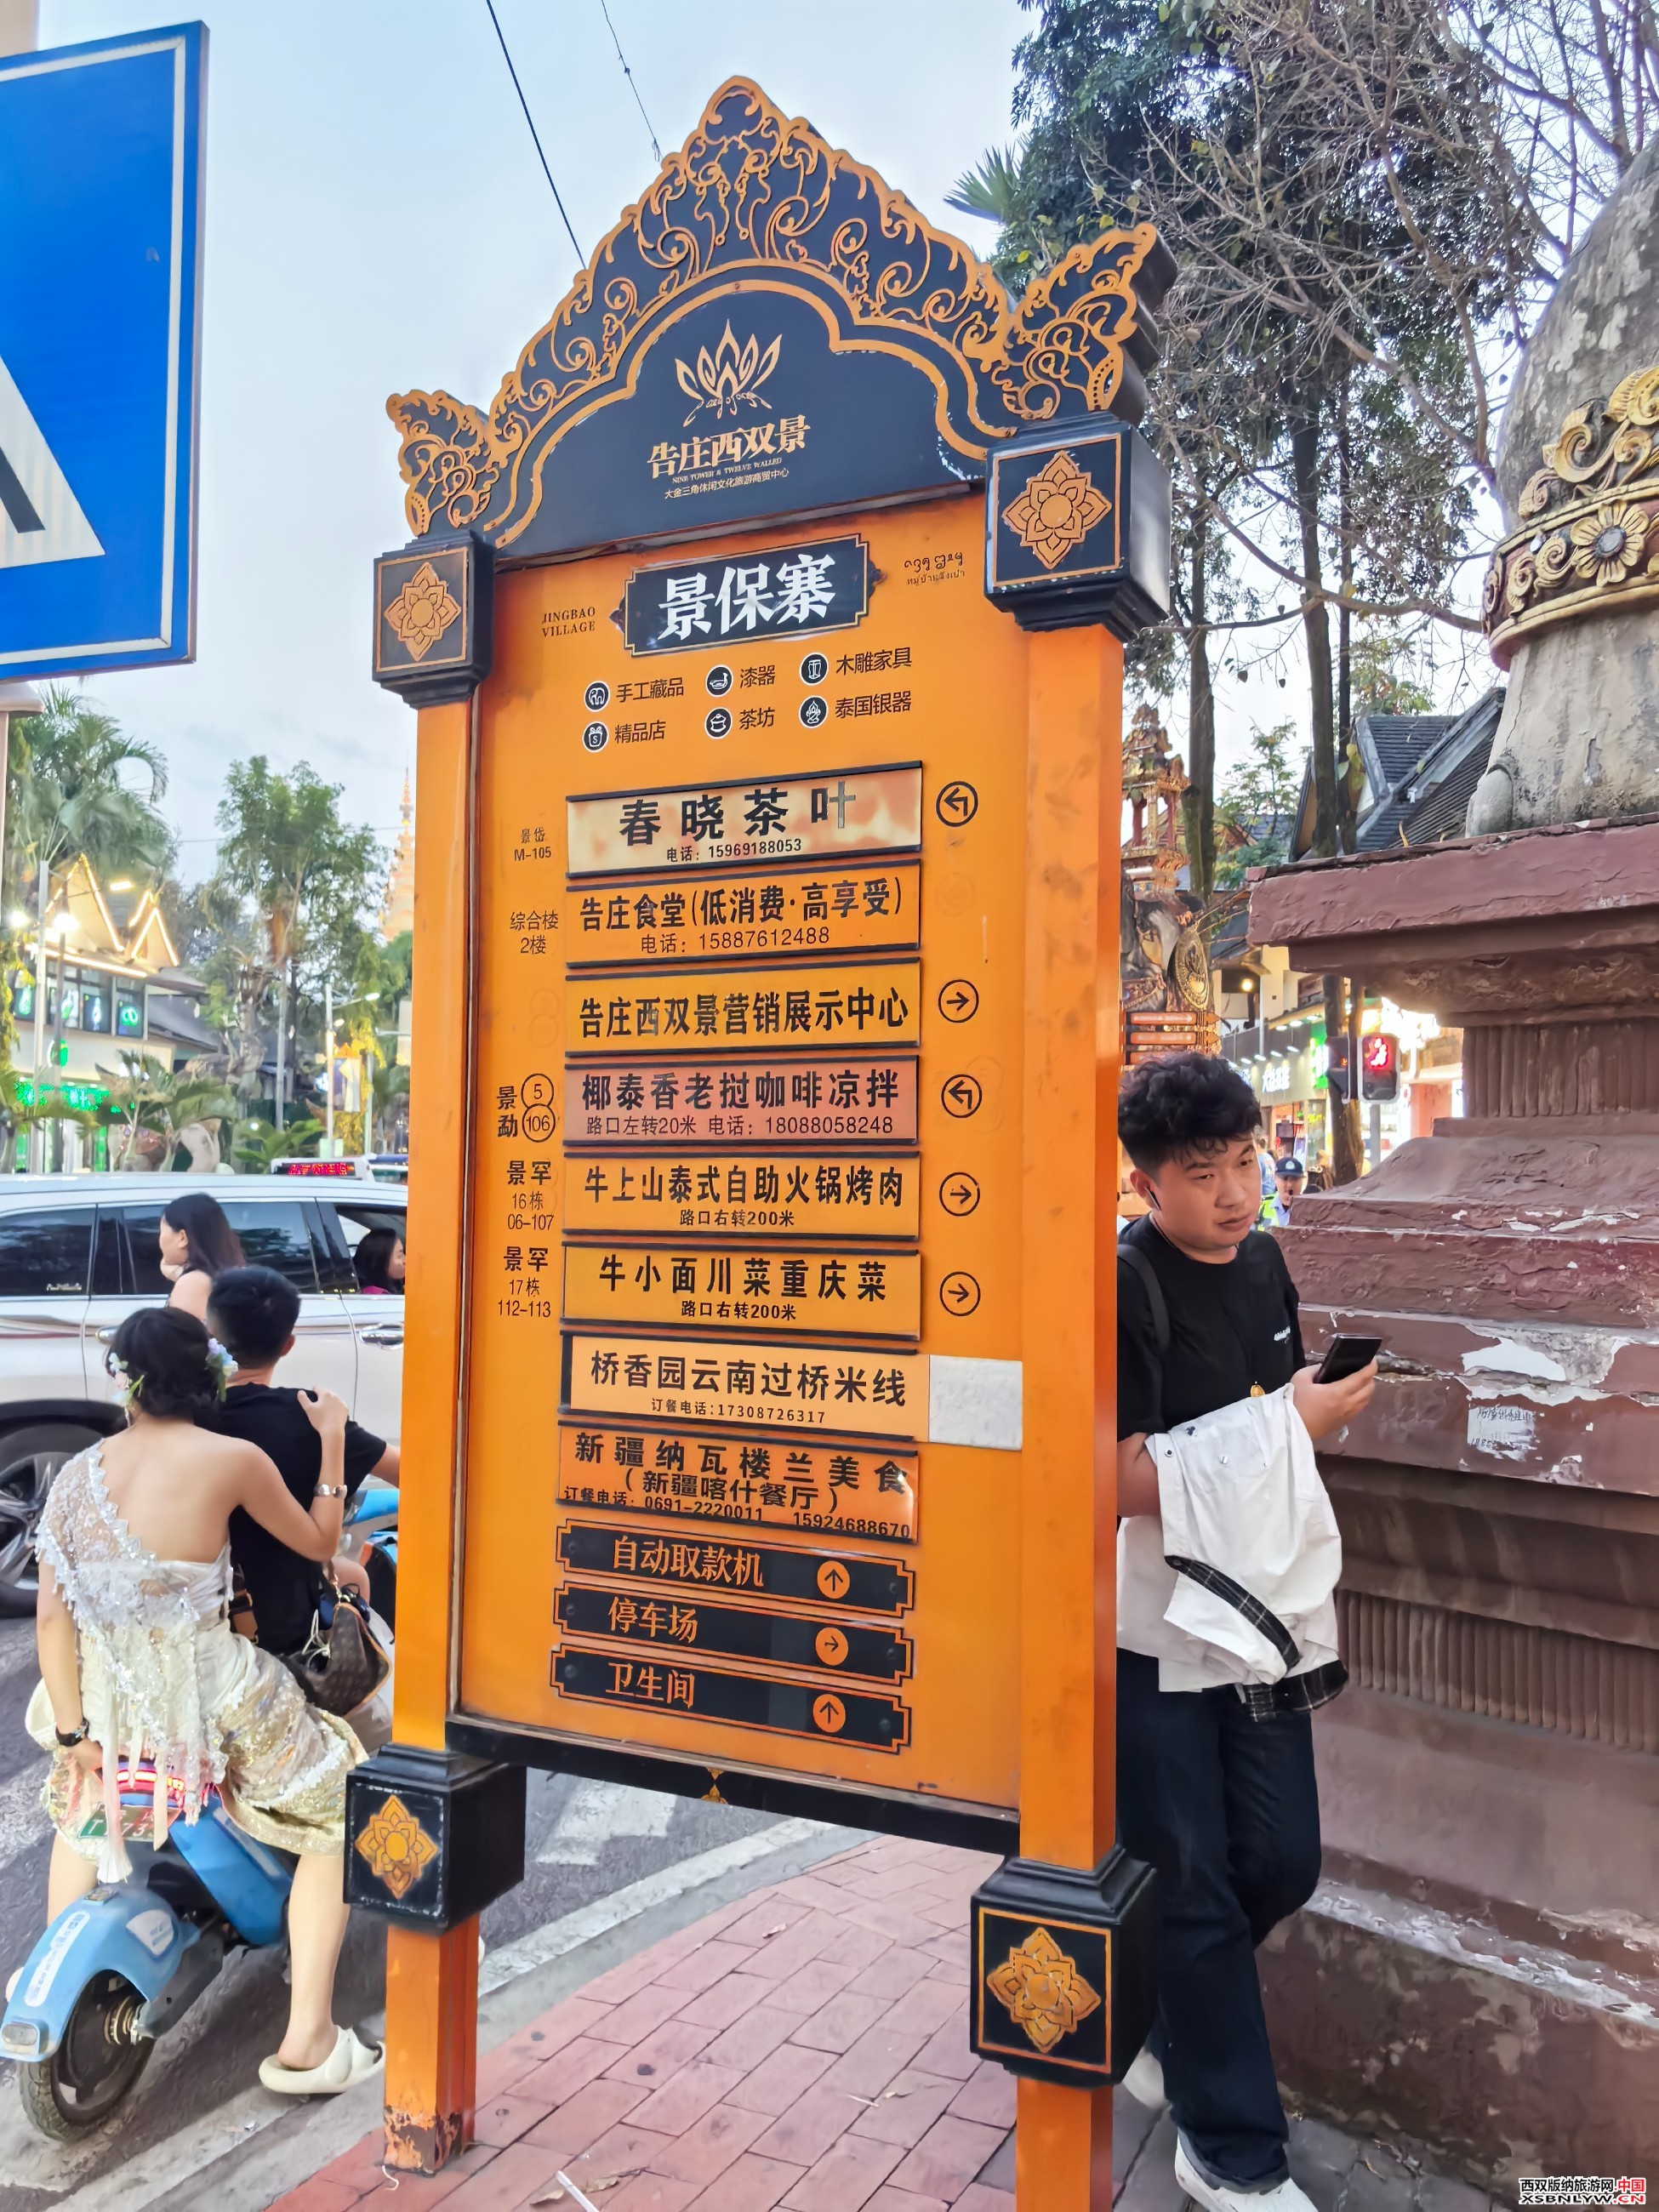 告庄西双景
NINE TOWER & TWELVE WALLED
大金三角休闲文化旅游商贸中心
JINGBAO
VILLAGE
景保寨
手工藏品 漆器 木雕家具
精品店 茶坊 泰国银器
景岱
M-105
春晓茶叶
电话：15969188053
综合楼
2楼
告庄食堂(低消费·高享受)
电话：15887612488
告庄西双景营销展示中心
景勐 5 106
椰泰香老挝咖啡凉拌
路口左转20米 电话：18088058248
景罕
16栋
06-107
牛上山泰式自助火锅烤肉
路口右转200米
景罕
17栋
112-113
牛小面川菜重庆菜
路口右转200米
桥香园云南过桥米线
订餐电话:17308726317
新疆纳瓦楼兰美食
（新疆喀什餐厅）
订餐电话：0691-2220011 15924688670
自动取款机
停车场
卫生间
西双版纳旅游网.中国
XSBNLYW.CN